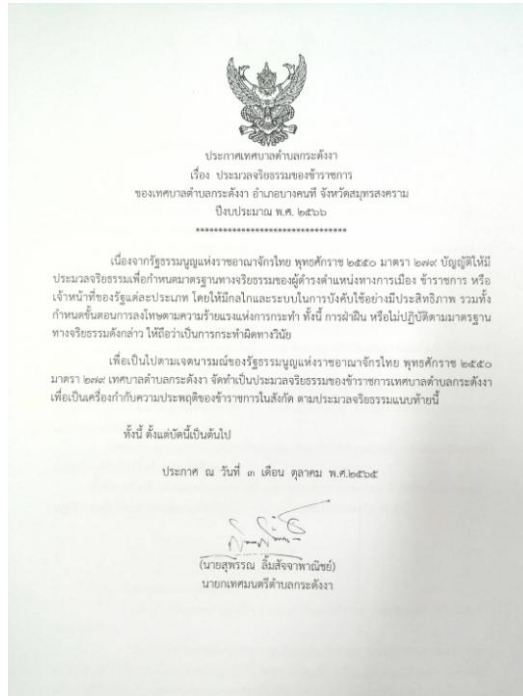 ประกาศเทศบาลตำบลกระดังงา
เรื่อง ประมวลจริยธรรมของข้าราชการ
ของเทศบาลตำบลกระดังงา อำเภอบางคนที จังหวัดสมุทรสงคราม
ปีงบประมาณ พ.ศ. ๒๕๖๖
*********************************
เนื่องจากรัฐธรรมนูญแห่งราชอาณาจักรไทย พุทธศักราช ๒๕๕๐ มาตรา ๒๗๙ บัญญัติให้มี
ประมวลจริยธรรมเพื่อกำหนดมาตรฐานทางจริยธรรมของผู้ดำรงตำแหน่งทางการเมือง ข้าราชการ หรือ
เจ้าหน้าที่ของรัฐแต่ละประเภท โดยให้มีกลไกและระบบในการบังคับใช้อย่างมีประสิทธิภาพ รวมทั้ง
กำหนดขั้นตอนการลงโทษตามความร้ายแรงแห่งการกระทำ ทั้งนี้ การฝ่าฝืน หรือไม่ปฏิบัติตามมาตรฐาน
ทางจริยธรรมดังกล่าว ให้ถือว่าเป็นการกระทำผิดทางวินัย
เพื่อเป็นไปตามเจตนารมณ์ของรัฐธรรมนูญแห่งราชอาณาจักรไทย พุทธศักราช ๒๕๕๐
มาตรา ๒๗๙ เทศบาลตำบลกระดังงา จัดทำเป็นประมวลจริยธรรมของข้าราชการเทศบาลตำบลกระดังงา
เพื่อเป็นเครื่องกำกับความประพฤติของข้าราชการในสังกัด ตามประมวลจริยธรรมแนบท้ายนี้
ทั้งนี้ ตั้งแต่บัดนี้เป็นต้นไป
ประกาศ ณ วันที่ ๓ เดือน ตุลาคม พ.ศ.๒๕๖๕
(นายสุพรรณ ลิ้มสัจจาพาณิชย์)
นายกเทศมนตรีตำบลกระดังงา